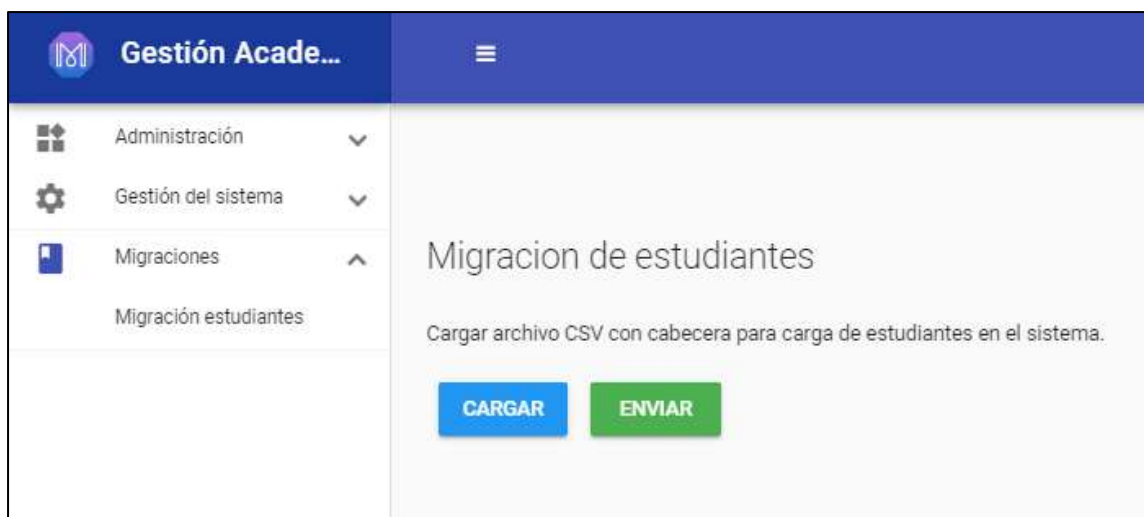 Gestión Acade...
Administración
Gestión del sistema
Migraciones
Migración estudiantes
Migracion de estudiantes
Cargar archivo CSV con cabecera para carga de estudiantes en el sistema.
CARGAR ENVIAR